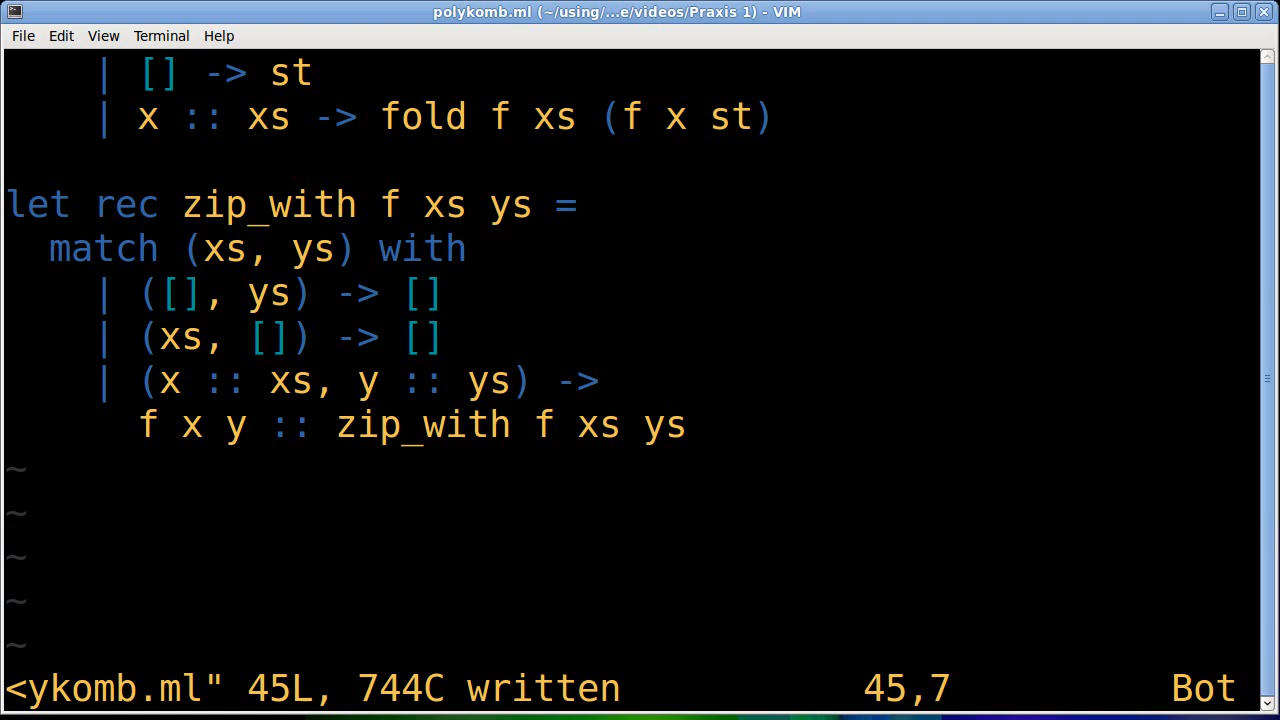 polykomb.ml (~/using/...e/videos/Praxis 1) - VIM
File Edit View Terminal Help
    | [] -> st
    | x :: xs -> fold f xs (f x st)
let rec zip_with f xs ys =
  match (xs, ys) with
    | ([], ys) -> []
    | (xs, []) -> []
    | (x :: xs, y :: ys) ->
      f x y :: zip_with f xs ys
~
~
~
~
~
<ykomb.ml" 45L, 744C written 45,7 Bot